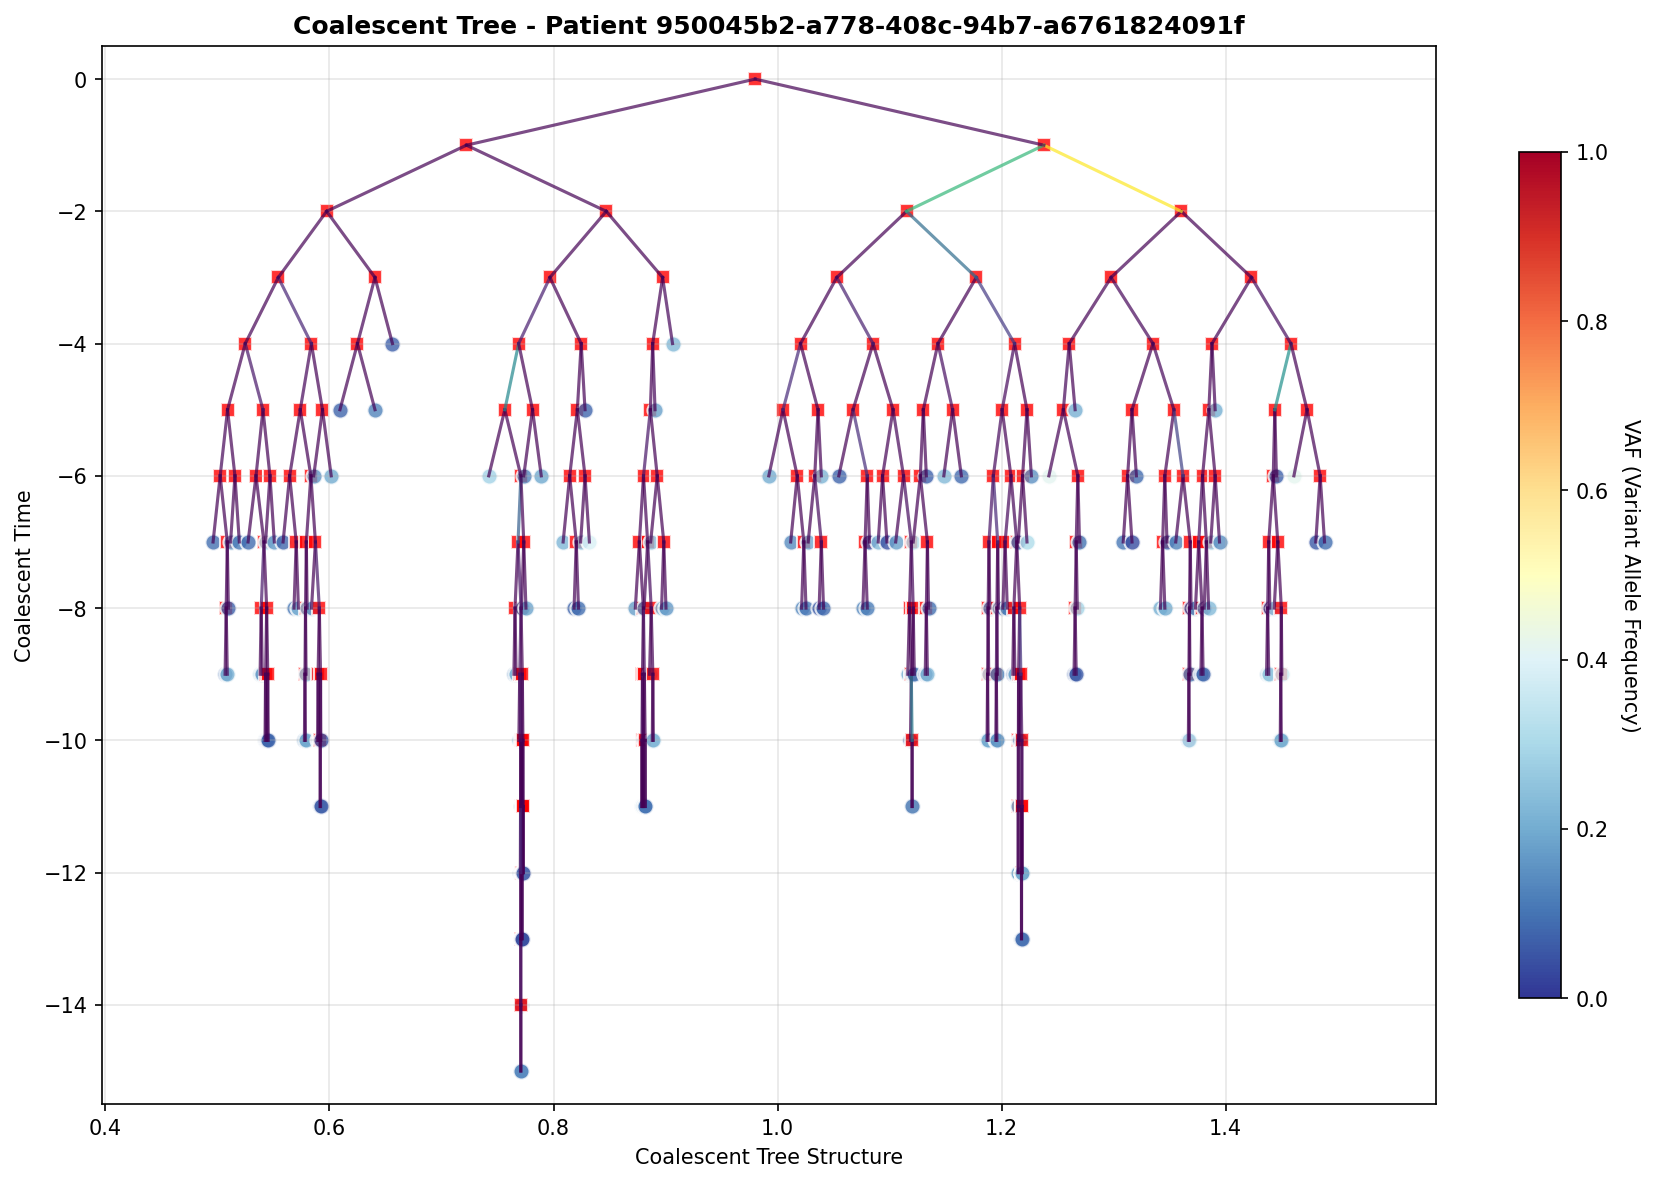 Coalescent Tree - Patient 950045b2-a778-408c-94b7-a6761824091f
0
−2
−4
−6
−8
−10
−12
−14
Coalescent Time
0.4 0.6 0.8 1.0 1.2 1.4
Coalescent Tree Structure
1.0
0.8
0.6
0.4
0.2
0.0
VAF (Variant Allele Frequency)